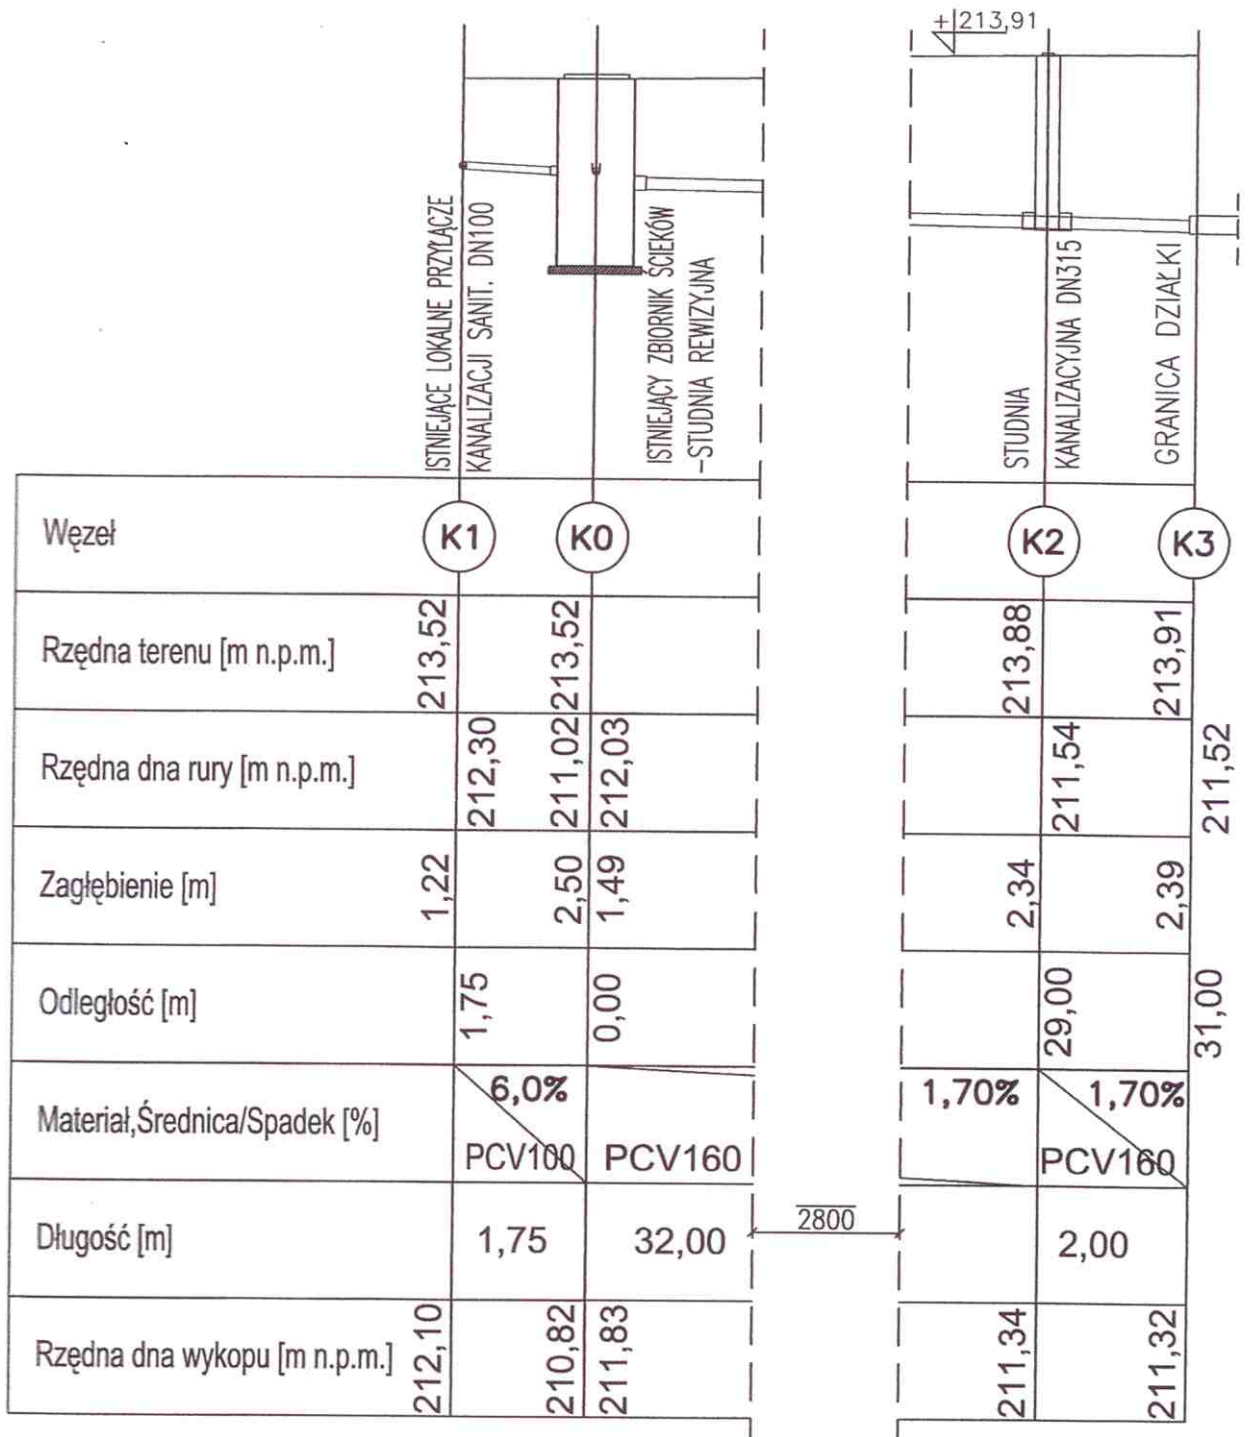 +213,91
ISTNIEJĄCE LOKALNE PRZYŁĄCZE
KANALIZACJI SANIT. DN100
ISTNIEJĄCY ZBIORNIK ŚCIEKÓW
-STUDNIA REWIZYJNA
STUDNIA
KANALIZACYJNA DN315
GRANICA DZIAŁKI
Węzeł K1 K0 K2 K3
Rzędna terenu [m n.p.m.] 213,52 213,52 213,88 213,91
Rzędna dna rury [m n.p.m.] 212,30 211,02 212,03 211,54 211,52
Zagłębienie [m] 1,22 2,50 1,49 2,34 2,39
Odległość [m] 1,75 0,00 29,00 31,00
Materiał,Średnica/Spadek [%] 6,0% PCV100 PCV160 1,70% 1,70% PCV160
Długość [m] 1,75 32,00 2800 2,00
Rzędna dna wykopu [m n.p.m.] 212,10 210,82 211,83 211,34 211,32